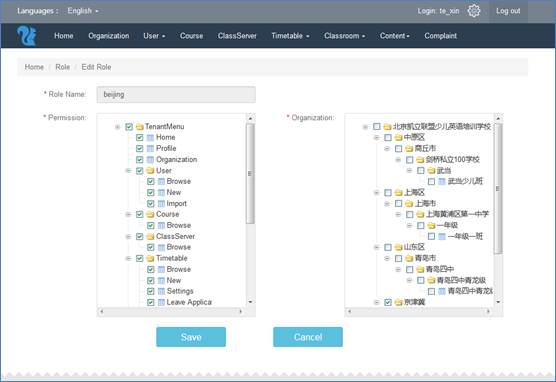 Languages : English
Login: te_xin
Log out
Home Organization User Course ClassServer Timetable Classroom Content Complaint
Home / Role / Edit Role
* Role Name:
beijing
* Permission:
TenantMenu
Home
Profile
Organization
User
Browse
New
Import
Course
Browse
ClassServer
Browse
Timetable
Browse
New
Settings
Leave Applica
* Organization:
北京凯立联盟少儿英语培训学校
中原区
商丘市
剑桥私立100学校
武当
武当少儿班
上海区
上海市
上海黄浦区第一中学
一年级
一年级一班
山东区
青岛市
青岛四中
青岛四中青龙级
青岛四中青龙
京津冀
Save
Cancel